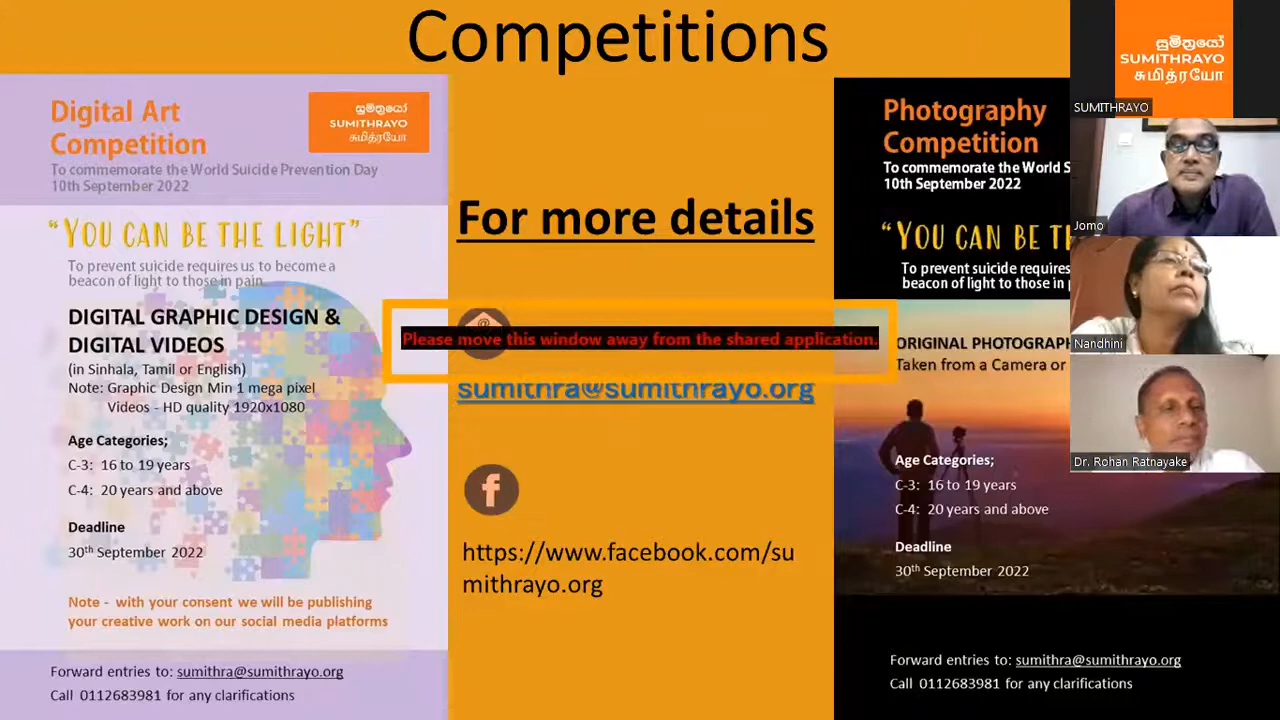 Competitions
Digital Art
Competition
සුමිත්‍රයෝ
SUMITHRAYO
சுமித்ரயோ
To commemorate the World Suicide Prevention Day
10th September 2022
“YOU CAN BE THE LIGHT”
To prevent suicide requires us to become a
beacon of light to those in pain
DIGITAL GRAPHIC DESIGN &
DIGITAL VIDEOS
(in Sinhala, Tamil or English)
Note: Graphic Design Min 1 mega pixel
Videos - HD quality 1920x1080
Age Categories;
C-3: 16 to 19 years
C-4: 20 years and above
Deadline
30th September 2022
Note - with your consent we will be publishing
your creative work on our social media platforms
Forward entries to: sumithra@sumithrayo.org
Call 0112683981 for any clarifications
For more details
@
Please move this window away from the shared application.
sumithra@sumithrayo.org
f
https://www.facebook.com/su
mithrayo.org
Photography
Competition
To commemorate the World S
10th September 2022
“YOU CAN BE
To prevent suicide requires
beacon of light to those in
ORIGINAL PHOTOGRAPH
Taken from a Camera or
Age Categories;
C-3: 16 to 19 years
C-4: 20 years and above
Deadline
30th September 2022
Forward entries to: sumithra@sumithrayo.org
Call 0112683981 for any clarifications
සුමිත්‍රයෝ
SUMITHRAYO
சுமித்ரயோ
SUMITHRAYO
Jomo
Nandhini
Dr. Rohan Ratnayake